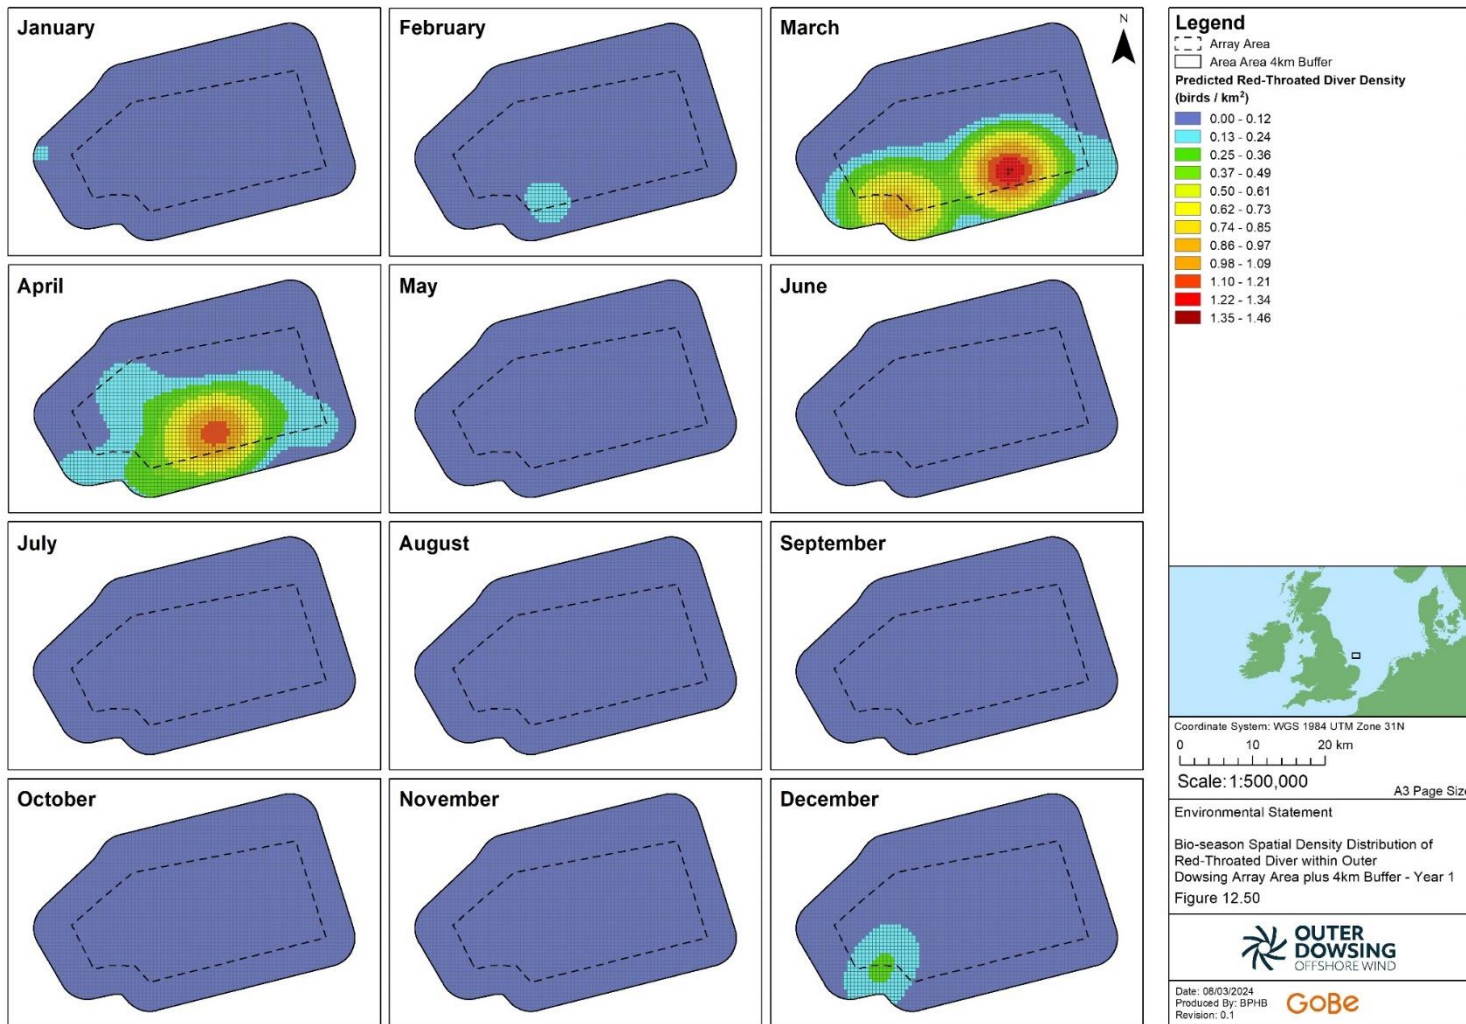 January
February
March
N
April
May
June
July
August
September
October
November
December
Legend
Array Area
Area Area 4km Buffer
Predicted Red-Throated Diver Density
(birds / km²)
0.00 - 0.12
0.13 - 0.24
0.25 - 0.36
0.37 - 0.49
0.50 - 0.61
0.62 - 0.73
0.74 - 0.85
0.86 - 0.97
0.98 - 1.09
1.10 - 1.21
1.22 - 1.34
1.35 - 1.46
Coordinate System: WGS 1984 UTM Zone 31N
0 10 20 km
Scale: 1:500,000
A3 Page Size
Environmental Statement
Bio-season Spatial Density Distribution of
Red-Throated Diver within Outer
Dowsing Array Area plus 4km Buffer - Year 1
Figure 12.50
OUTER
DOWSING
OFFSHORE WIND
Date: 08/03/2024
Produced By: BPHB
Revision: 0.1
GoBe